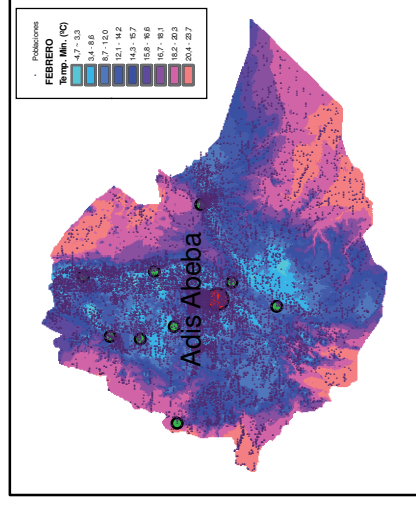 · Poblaciones
FEBRERO
Temp. Min. (ºC)
-4,7 - 3,3
3,4 - 8,6
8,7 - 12,0
12,1 - 14,2
14,3 - 15,7
15,8 - 16,6
16,7 - 18,1
18,2 - 20,3
20,4 - 23,7
Adis Abeba